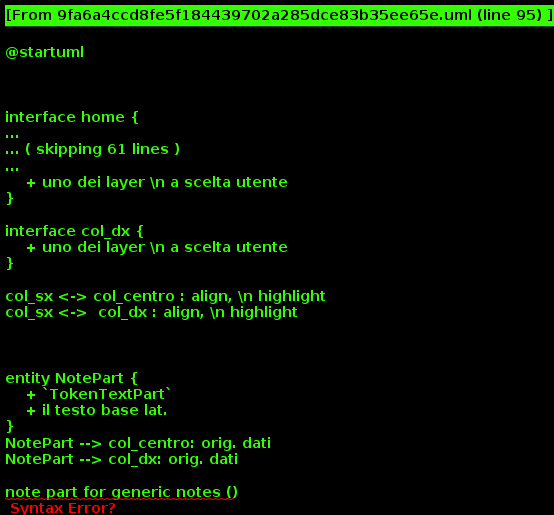 [From 9fa6a4ccd8fe5f184439702a285dce83b35ee65e.uml (line 95) ]
@startuml
interface home {
...
... ( skipping 61 lines )
...
+ uno dei layer \n a scelta utente
}
interface col_dx {
+ uno dei layer \n a scelta utente
}
col_sx <-> col_centro : align, \n highlight
col_sx <->  col_dx : align, \n highlight
entity NotePart {
+ `TokenTextPart`
+ il testo base lat.
}
NotePart --> col_centro: orig. dati
NotePart --> col_dx: orig. dati
note part for generic notes ()
Syntax Error?